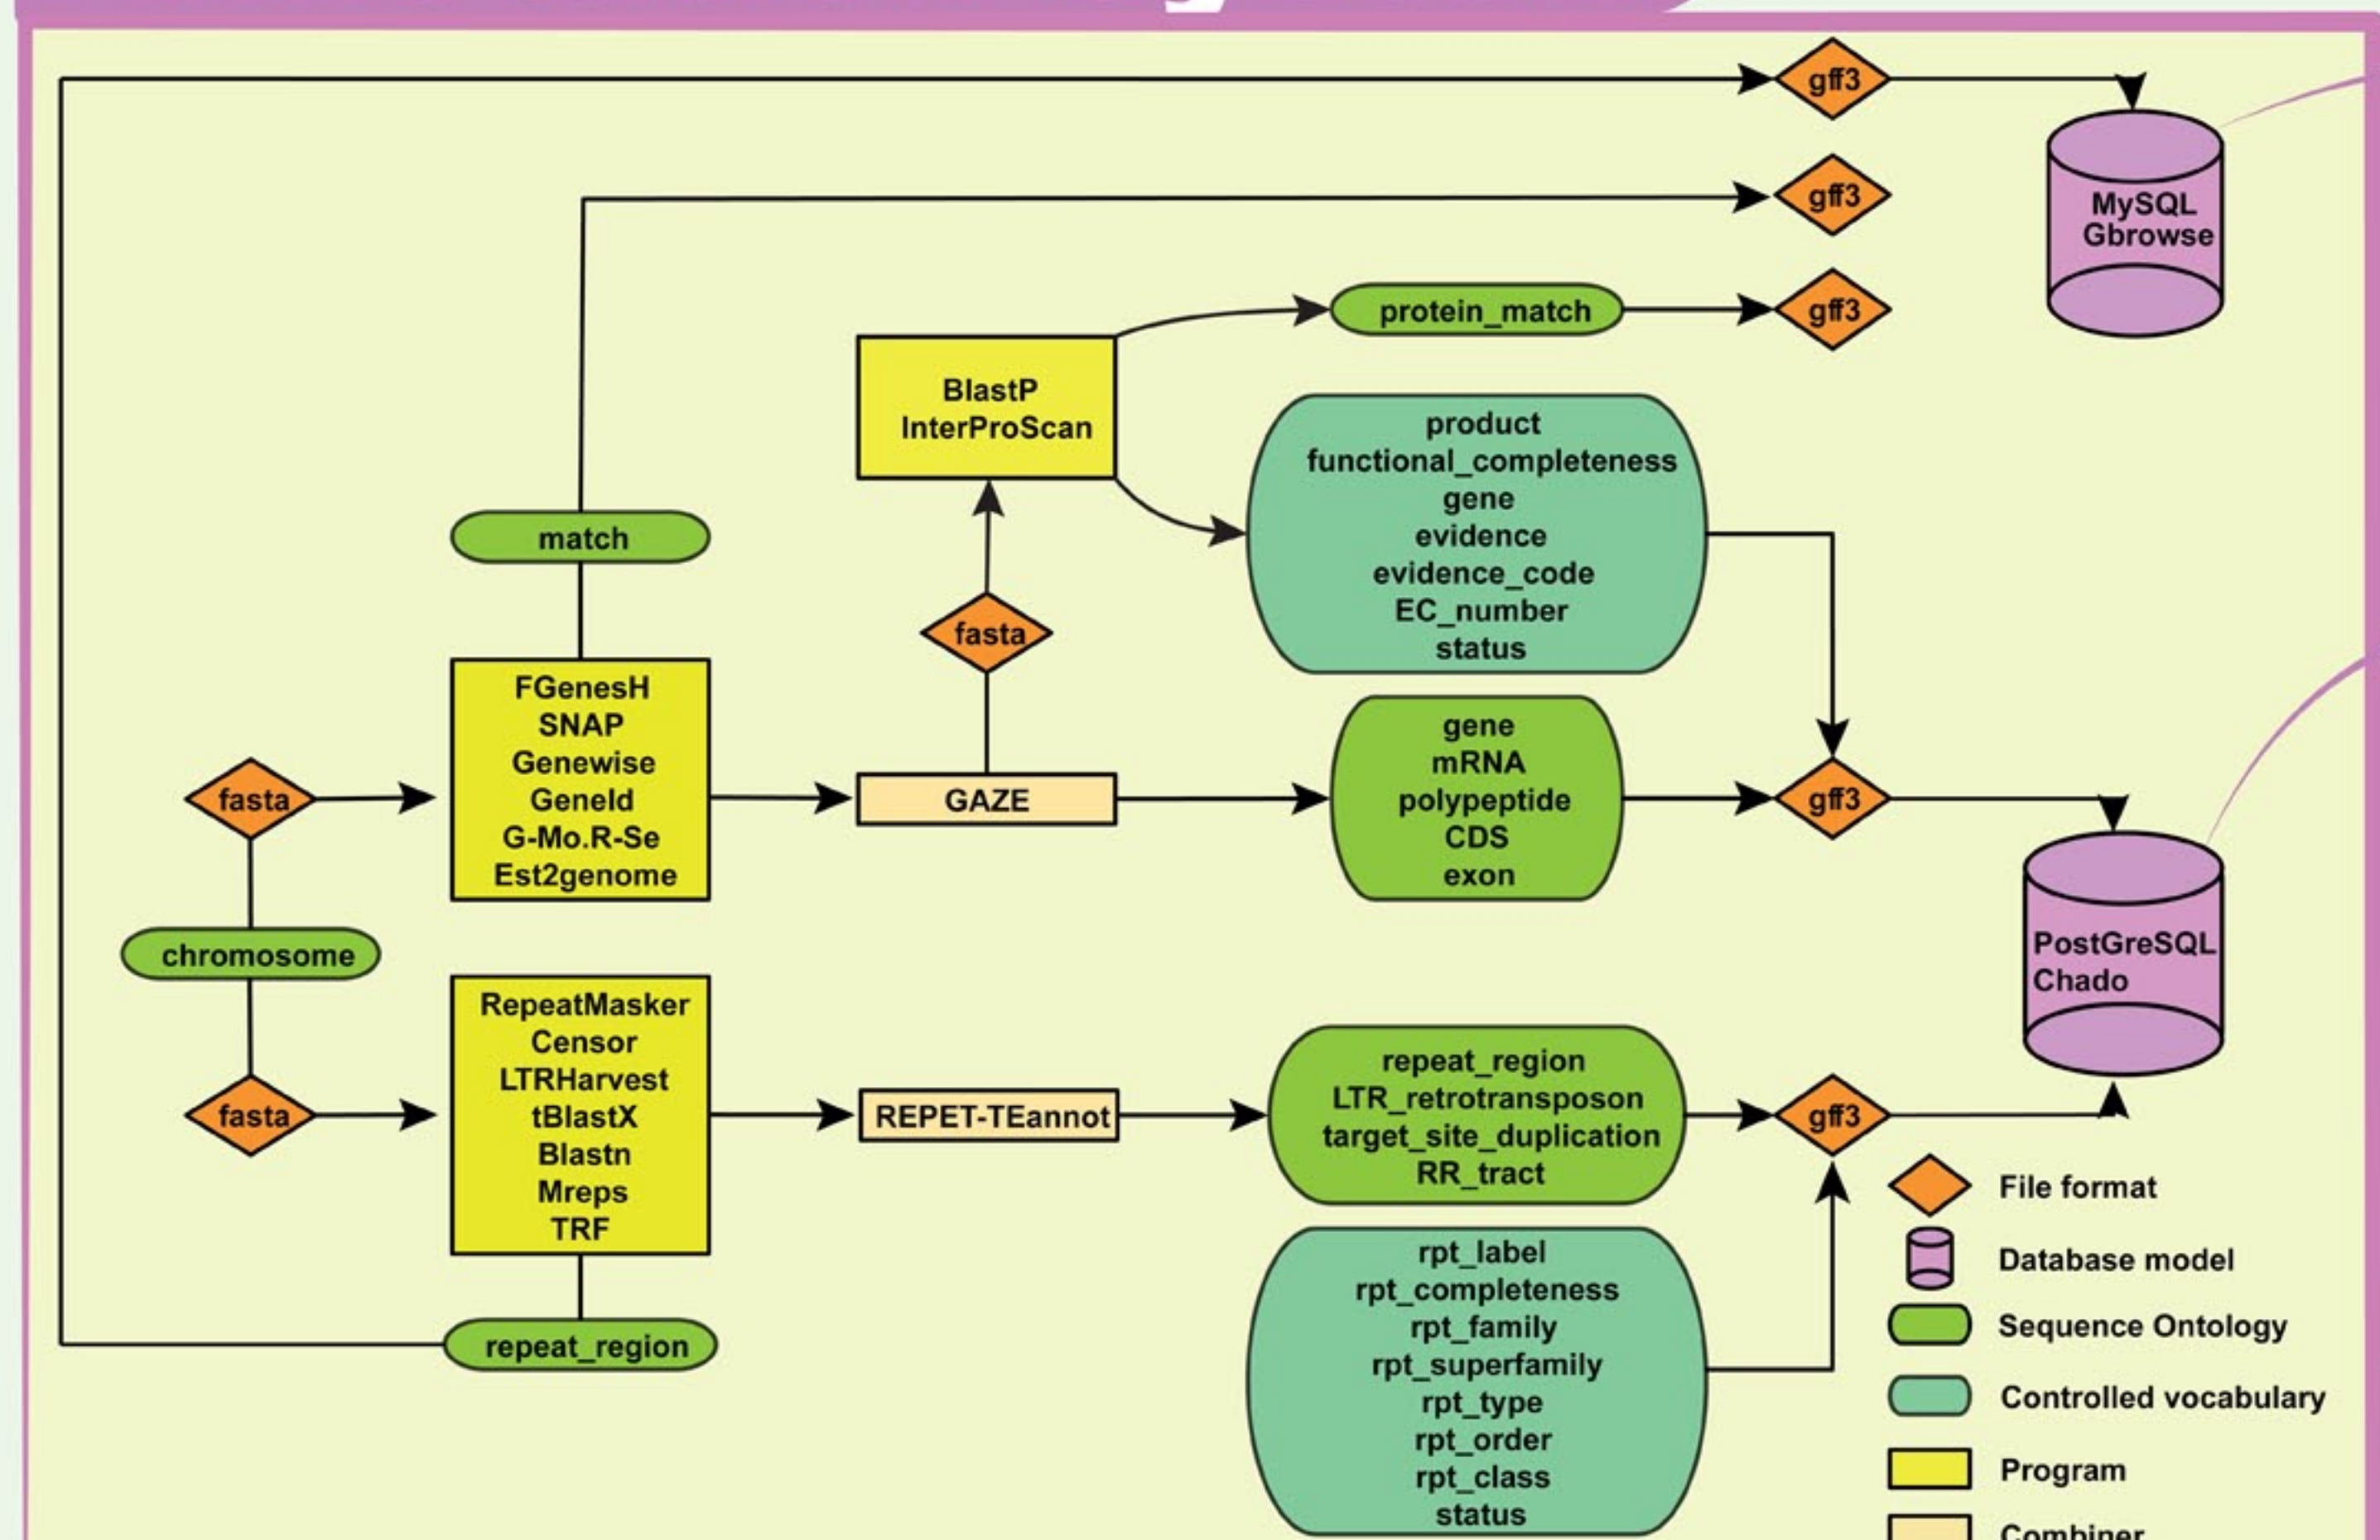 gff3
gff3
MySQL
Gbrowse
protein_match
gff3
BlastP
InterProScan
product
functional_completeness
gene
evidence
evidence_code
EC_number
status
match
fasta
FGenesH
SNAP
Genewise
GeneId
G-Mo.R-Se
Est2genome
fasta
GAZE
gene
mRNA
polypeptide
CDS
exon
gff3
PostGreSQL
Chado
chromosome
fasta
RepeatMasker
Censor
LTRHarvest
tBlastX
Blastn
Mreps
TRF
REPET-TEannot
repeat_region
LTR_retrotransposon
target_site_duplication
RR_tract
gff3
repeat_region
rpt_label
rpt_completeness
rpt_family
rpt_superfamily
rpt_type
rpt_order
rpt_class
status
File format
Database model
Sequence Ontology
Controlled vocabulary
Program
Combiner